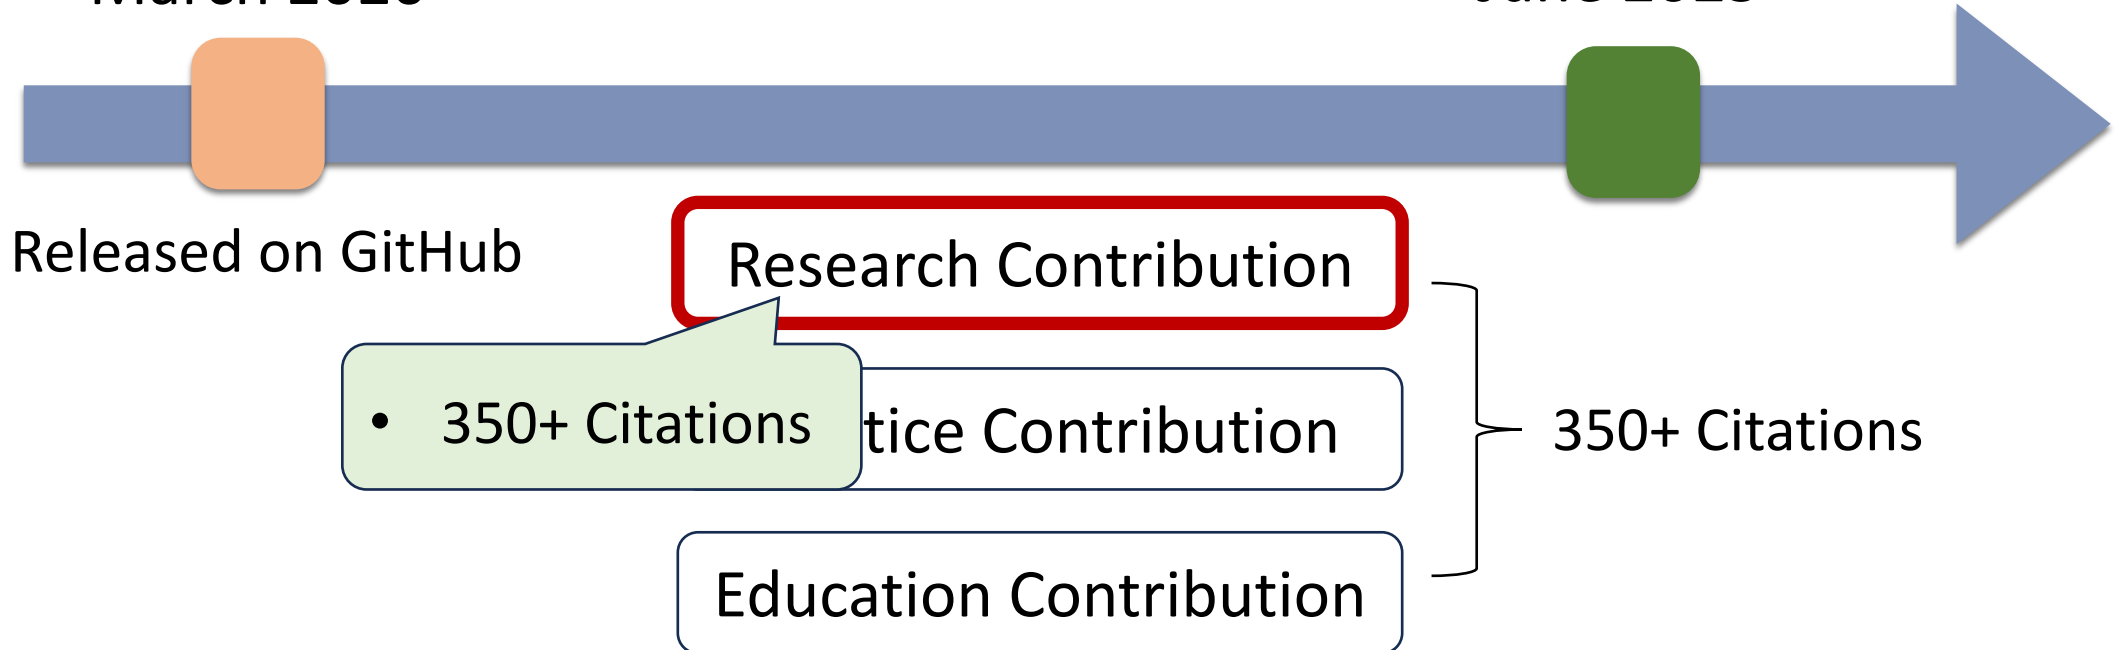 Released on GitHub
Research Contribution
• 350+ Citations
tice Contribution
350+ Citations
Education Contribution